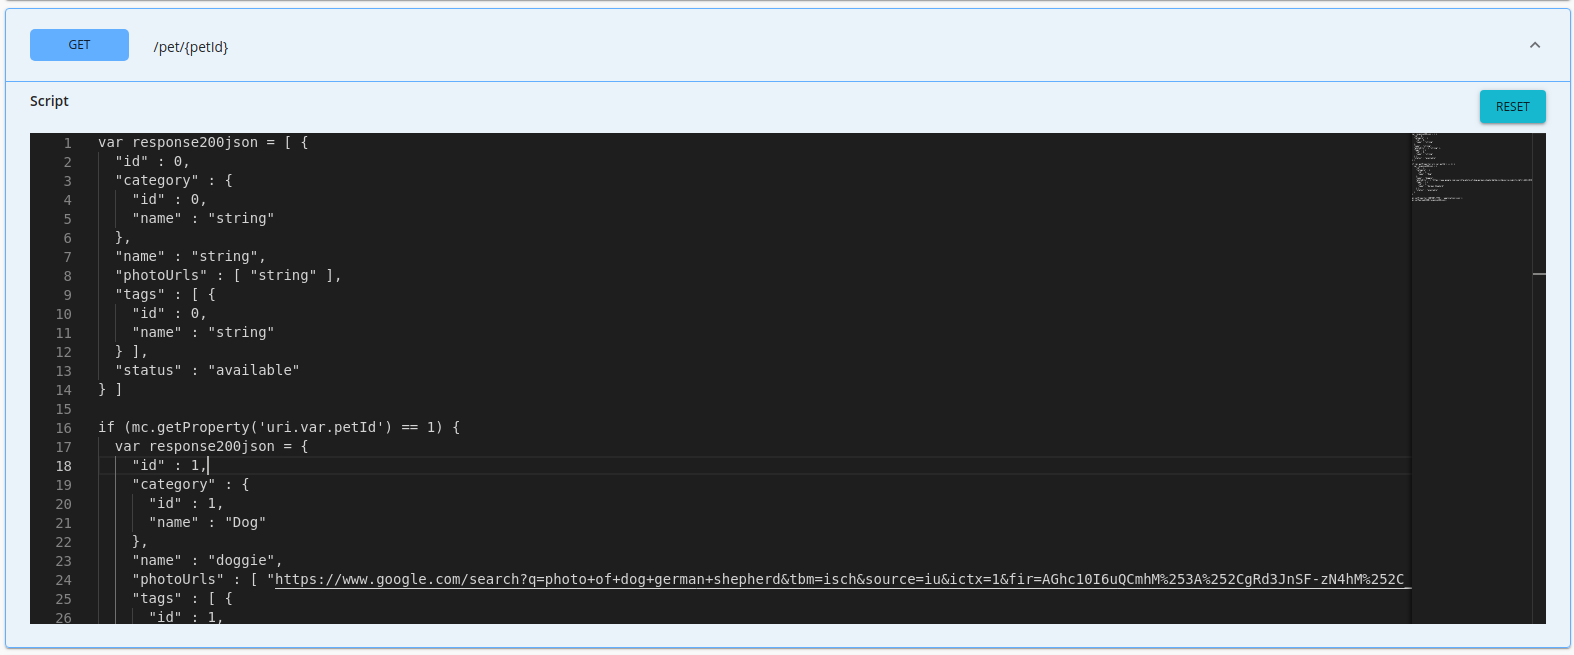 GET /pet/{petId}
Script
RESET
1 var response200json = [ {
2 "id" : 0,
3 "category" : {
4 "id" : 0,
5 "name" : "string"
6 },
7 "name" : "string",
8 "photoUrls" : [ "string" ],
9 "tags" : [ {
10 "id" : 0,
11 "name" : "string"
12 } ],
13 "status" : "available"
14 } ]
15
16 if (mc.getProperty('uri.var.petId') == 1) {
17 var response200json = {
18 "id" : 1,
19 "category" : {
20 "id" : 1,
21 "name" : "Dog"
22 },
23 "name" : "doggie",
24 "photoUrls" : [ "https://www.google.com/search?q=photo+of+dog+german+shepherd&tbm=isch&source=iu&ictx=1&fir=AGhc10I6uQCmhM%253A%252CgRd3JnSF-zN4hM%252C_
25 "tags" : [ {
26 "id" : 1,